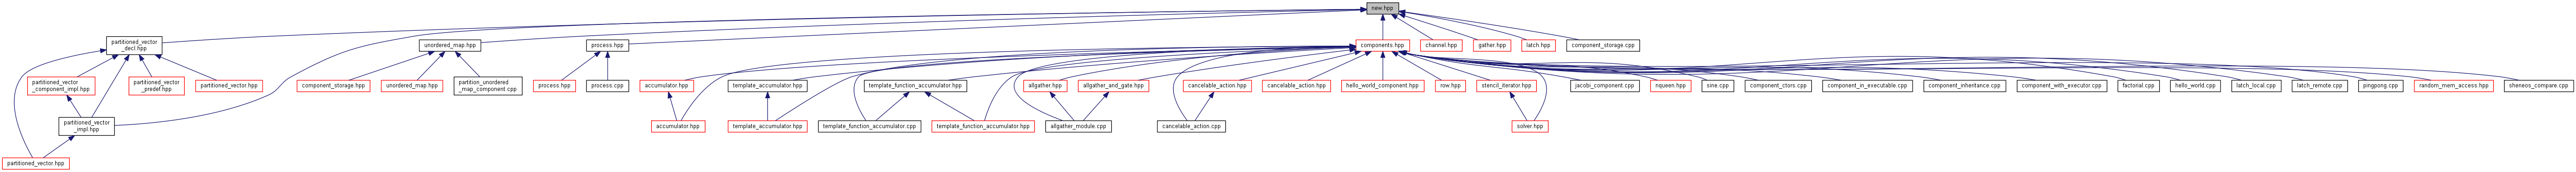 new.hpp
partitioned_vector
_decl.hpp
unordered_map.hpp
process.hpp
components.hpp
channel.hpp
gather.hpp
latch.hpp
component_storage.cpp
partitioned_vector
_component_impl.hpp
partitioned_vector
_predef.hpp
partitioned_vector.hpp
component_storage.hpp
unordered_map.hpp
partition_unordered
_map_component.cpp
process.hpp
process.cpp
accumulator.hpp
template_accumulator.hpp
template_function_accumulator.hpp
allgather.hpp
allgather_and_gate.hpp
cancelable_action.hpp
cancelable_action.hpp
hello_world_component.hpp
row.hpp
stencil_iterator.hpp
jacobi_component.cpp
nqueen.hpp
sine.cpp
component_ctors.cpp
component_in_executable.cpp
component_inheritance.cpp
component_with_executor.cpp
factorial.cpp
hello_world.cpp
latch_local.cpp
latch_remote.cpp
pingpong.cpp
random_mem_access.hpp
sheneos_compare.cpp
partitioned_vector
_impl.hpp
accumulator.hpp
template_accumulator.hpp
template_function_accumulator.cpp
template_function_accumulator.hpp
allgather_module.cpp
cancelable_action.cpp
solver.hpp
partitioned_vector.hpp